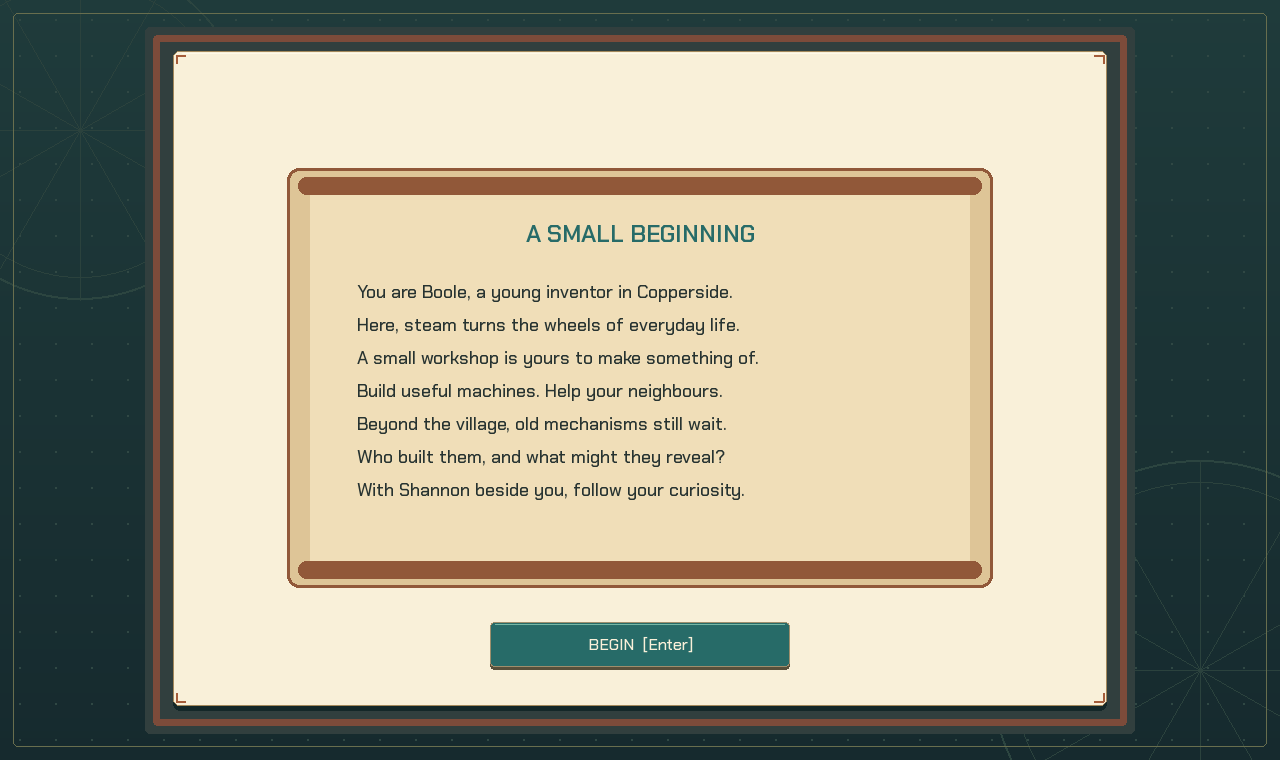 A SMALL BEGINNING
You are Boole, a young inventor in Copperside.
Here, steam turns the wheels of everyday life.
A small workshop is yours to make something of.
Build useful machines. Help your neighbours.
Beyond the village, old mechanisms still wait.
Who built them, and what might they reveal?
With Shannon beside you, follow your curiosity.
BEGIN [Enter]